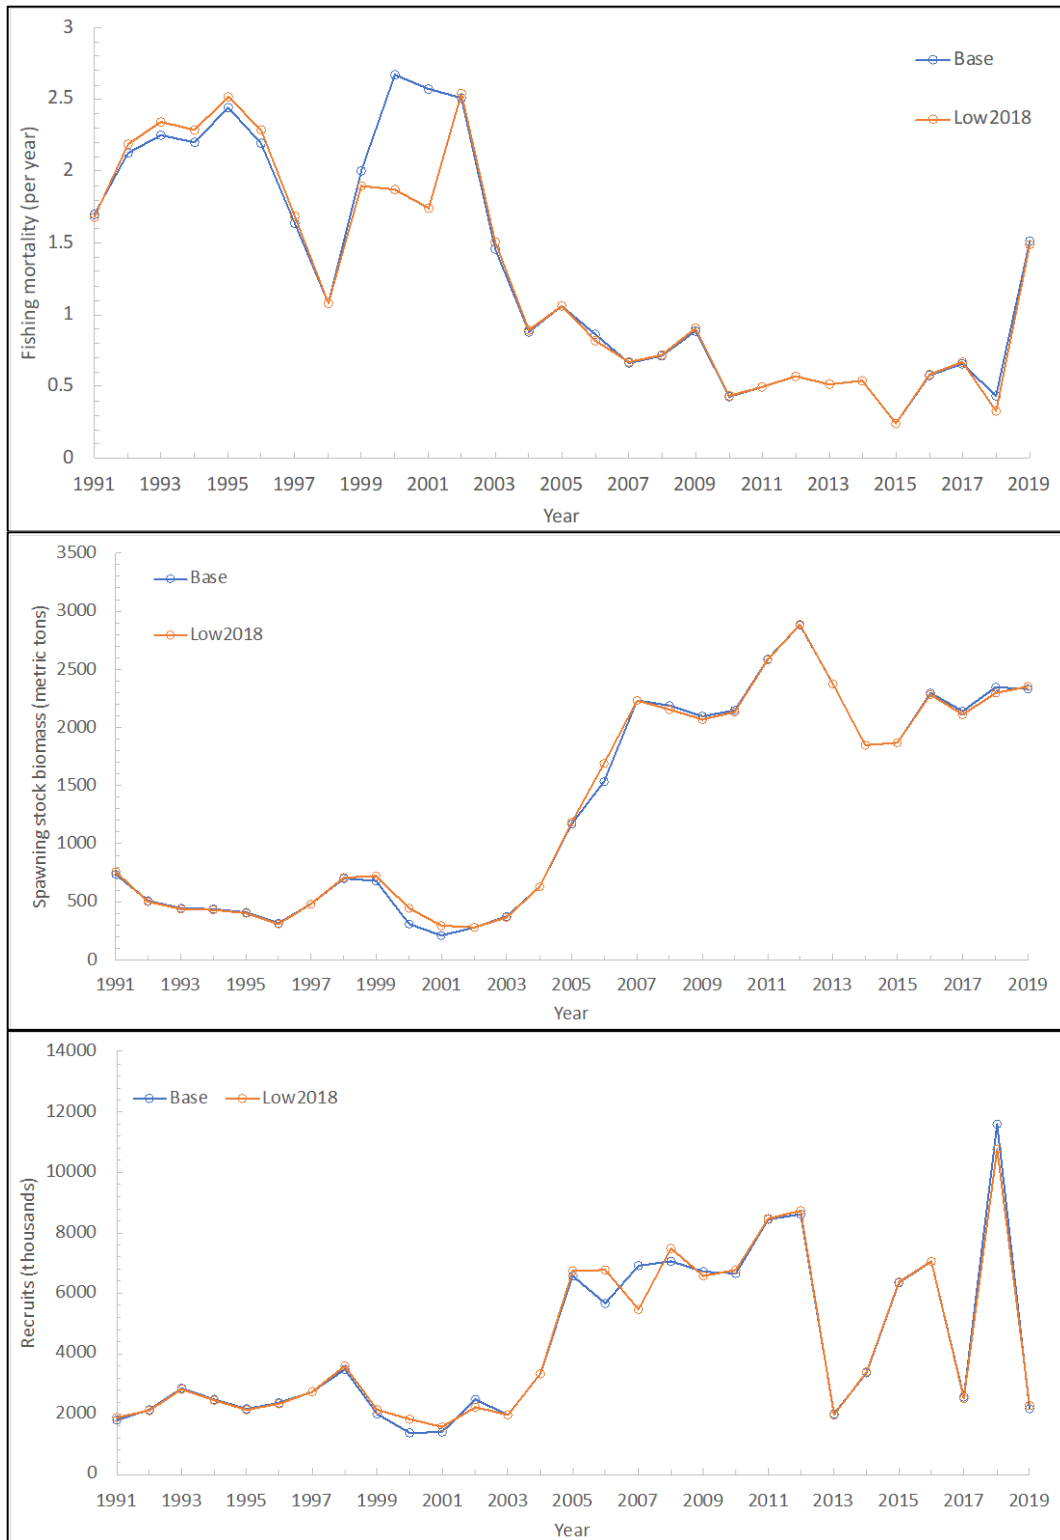 3
2.5
2
1.5
1
0.5
0
Fishing mortality (per year)
Base
Low2018
1991 1993 1995 1997 1999 2001 2003 2005 2007 2009 2011 2013 2015 2017 2019
Year
3500
3000
2500
2000
1500
1000
500
0
Spawning stock biomass (metric tons)
Base
Low2018
1991 1993 1995 1997 1999 2001 2003 2005 2007 2009 2011 2013 2015 2017 2019
Year
14000
12000
10000
8000
6000
4000
2000
0
Recruits (thousands)
Base Low2018
1991 1993 1995 1997 1999 2001 2003 2005 2007 2009 2011 2013 2015 2017 2019
Year